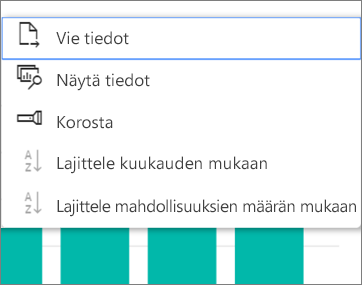 Vie tiedot
Näytä tiedot
Korosta
Lajittele kuukauden mukaan
Lajittele mahdollisuuksien määrän mukaan